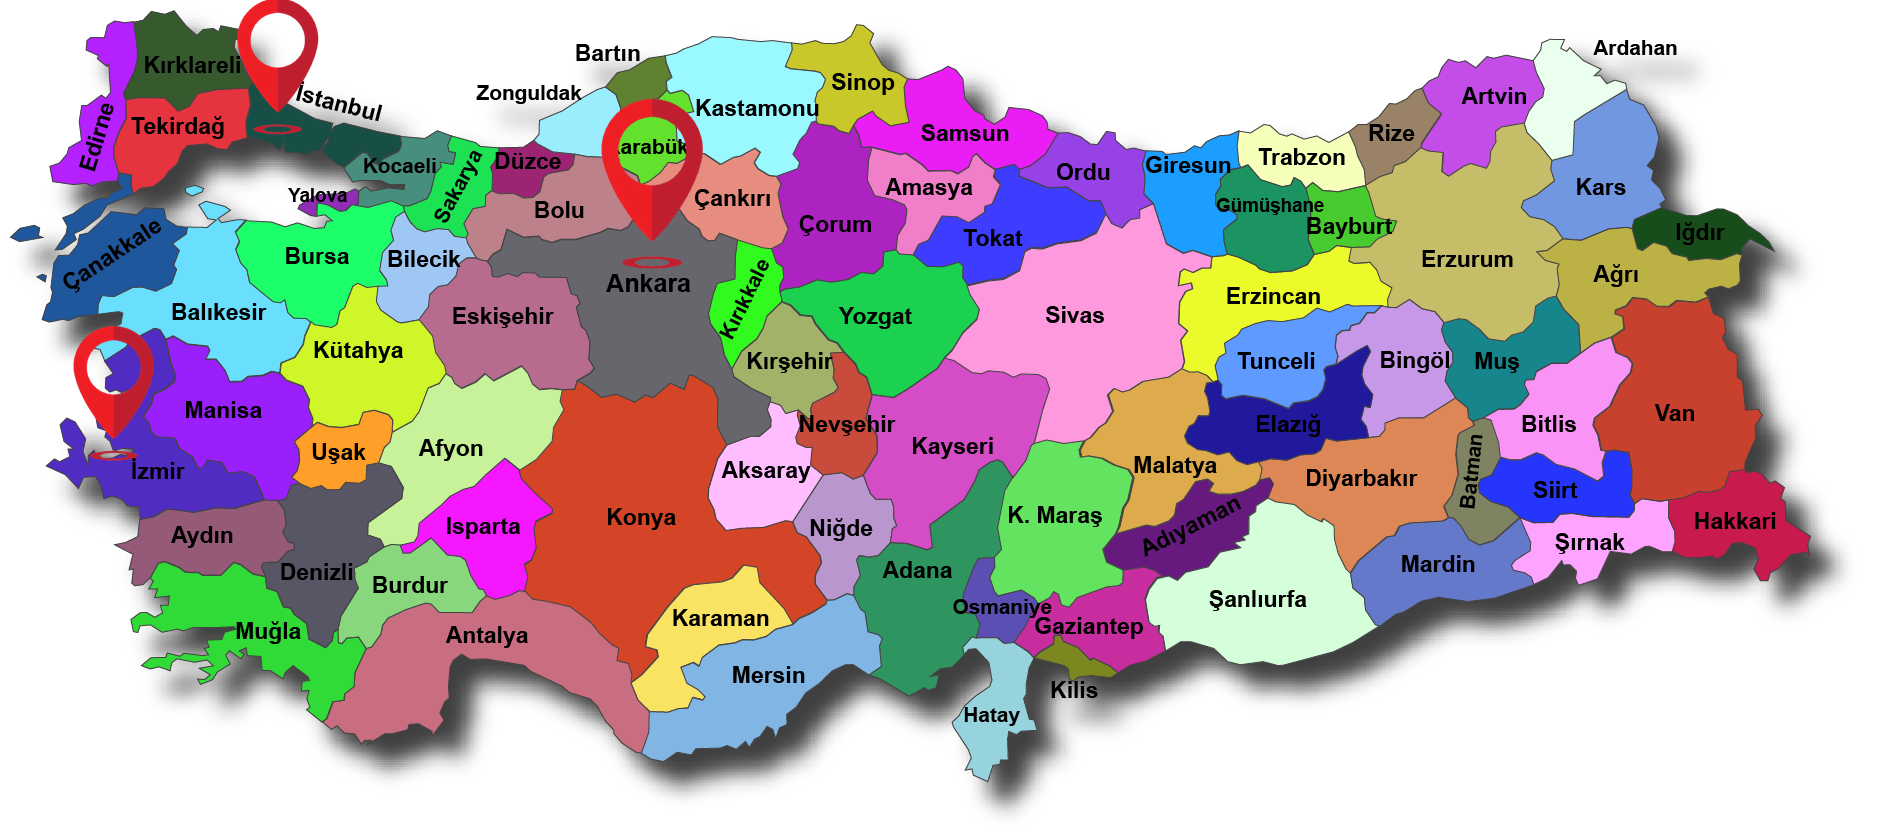 Ardahan
Bartın
Kırklareli
Sinop
Zonguldak
Artvin
İstanbul
Kastamonu
Tekirdağ
Samsun
Rize
Edirne
arabük
Düzce
Kocaeli
Trabzon
Giresun
Ordu
Sakarya
Amasya
Kars
Yalova
Çankırı
Gümüşhane
Bolu
Çorum
Bayburt
Iğdır
Tokat
Çanakkale
Bursa
Bilecik
Erzurum
Ağrı
Ankara
Kırıkkale
Erzincan
Balıkesir
Eskişehir
Yozgat
Sivas
Kütahya
Kırşehir
Tunceli
Bingöl
Muş
Manisa
Van
Nevşehir
Elazığ
Bitlis
Uşak
Afyon
Kayseri
İzmir
Aksaray
Malatya
Diyarbakır
Batman
Siirt
Konya
K. Maraş
Isparta
Niğde
Adıyaman
Hakkari
Aydın
Şırnak
Mardin
Denizli
Adana
Burdur
Şanlıurfa
Osmaniye
Karaman
Gaziantep
Muğla
Antalya
Mersin
Kilis
Hatay